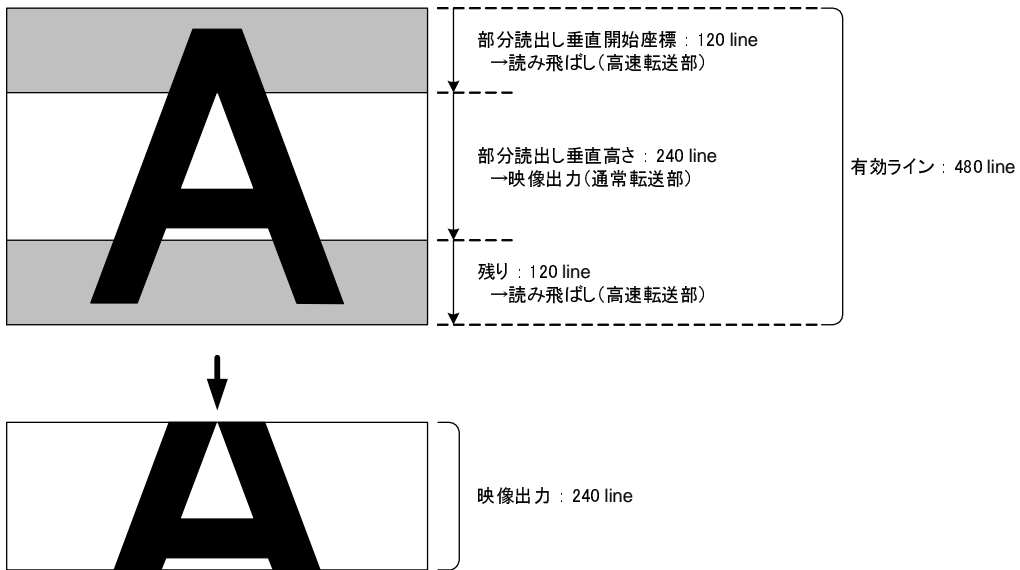 部分読出し垂直開始座標 : 120 line
→読み飛ばし(高速転送部)
部分読出し垂直高さ : 240 line
→映像出力(通常転送部)
有効ライン : 480 line
残り : 120 line
→読み飛ばし(高速転送部)
映像出力 : 240 line